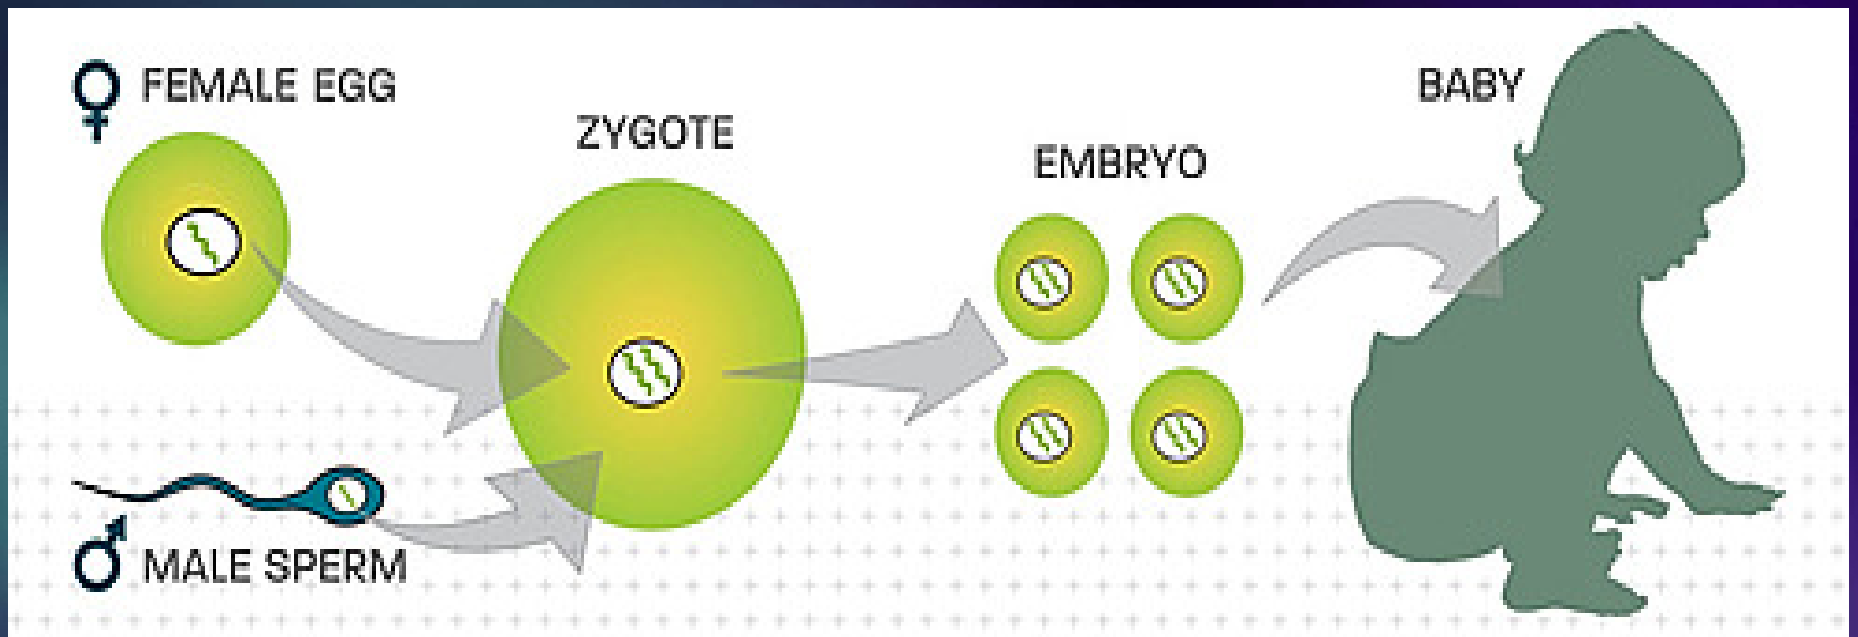 FEMALE EGG
ZYGOTE
EMBRYO
BABY
MALE SPERM